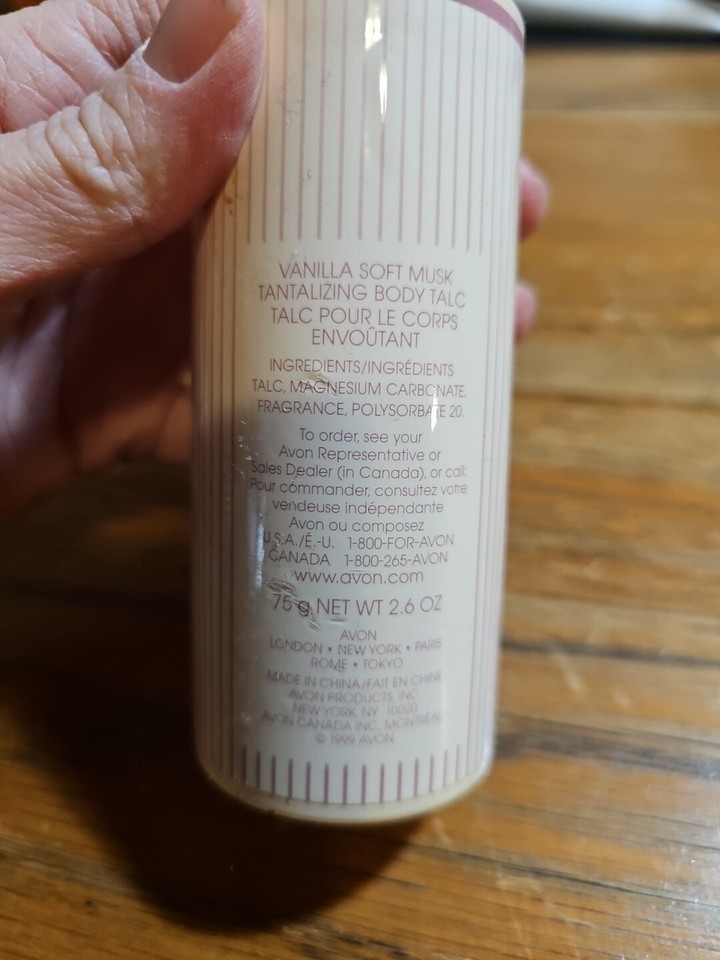 VANILLA SOFT MUSK
TANTALIZING BODY TALC
TALC POUR LE CORPS
ENVOÛTANT
INGREDIENTS/INGRÉDIENTS
TALC, MAGNESIUM CARBONATE,
FRAGRANCE, POLYSORBATE 20.
To order, see your
Avon Representative or
Sales Dealer (in Canada), or call:
Pour commander, consultez votre
vendeuse indépendante
Avon ou composez
U.S.A./É.-U. 1-800-FOR-AVON
CANADA 1-800-265-AVON
www.avon.com
75 g NET WT 2.6 OZ
AVON
LONDON • NEW YORK • PARIS
ROME • TOKYO
MADE IN CHINA/FAIT EN CHINE
AVON PRODUCTS, INC.
NEW YORK, NY 10020
AVON CANADA INC., MONTRÉAL
© 1999 AVON